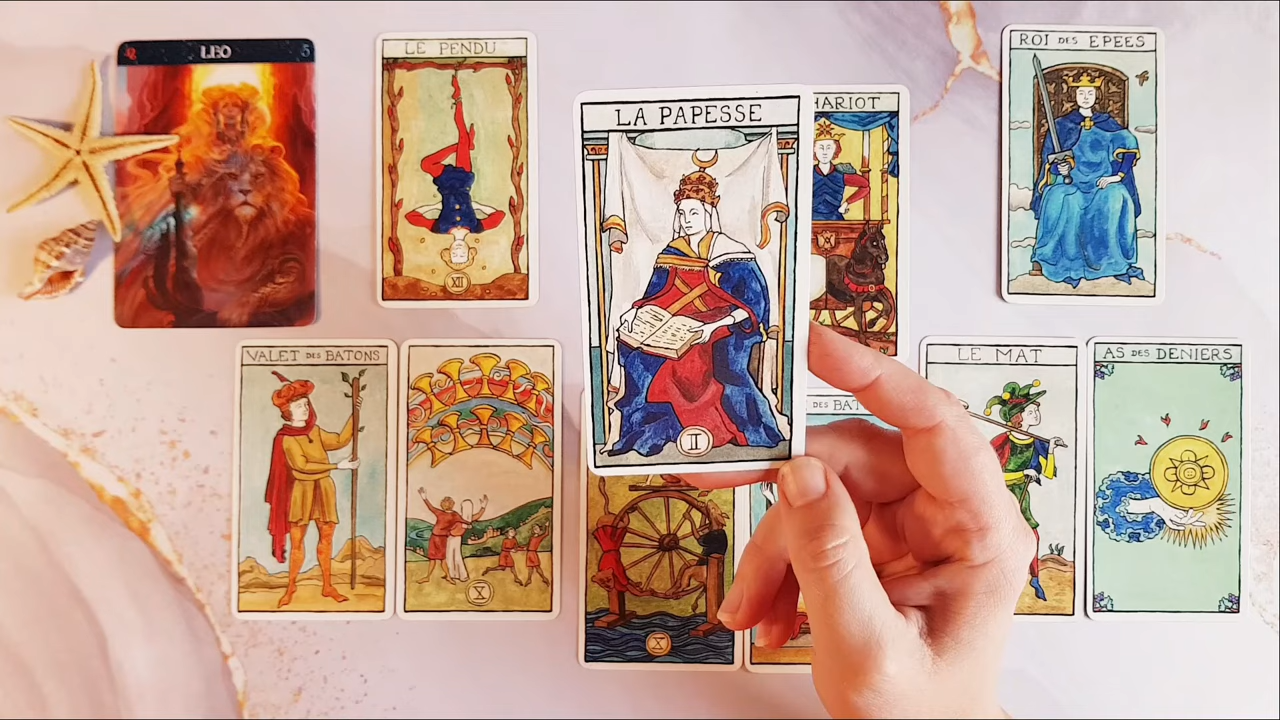 LEO 5
LE PENDU
XII
LA PAPESSE
II
HARIOT
ROI DES EPEES
VALET DES BATONS
X
X
DES BAT
LE MAT
AS DES DENIERS